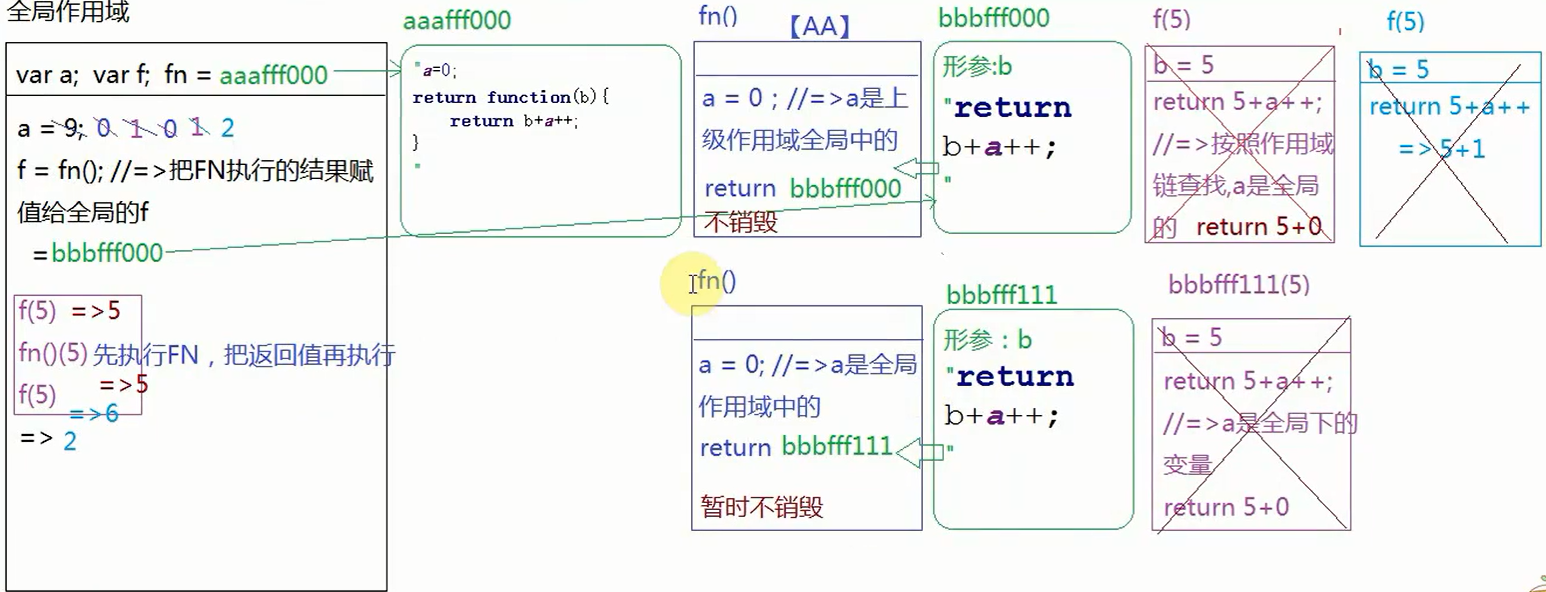 全局作用域
var a; var f; fn = aaafff000
a = 9; 0 1 0 1 2
f = fn(); //=>把FN执行的结果赋
值给全局的f
=bbbfff000
f(5) =>5
fn()(5) 先执行FN，把返回值再执行
=>5
f(5)
=>6
=> 2
aaafff000
"a=0;
return function(b){
return b+a++;
}
"
fn()
【AA】
a = 0 ; //=>a是上
级作用域全局中的
return bbbfff000
不销毁
bbbfff000
形参:b
"return
b+a++;
"
f(5)
b = 5
return 5+a++;
//=>按照作用域
链查找,a是全局
的 return 5+0
f(5)
b = 5
return 5+a++
=>5+1
fn()
a = 0; //=>a是全局
作用域中的
return bbbfff111
暂时不销毁
bbbfff111
形参：b
"return
b+a++;
"
bbbfff111(5)
b = 5
return 5+a++;
//=>a是全局下的
变量
return 5+0